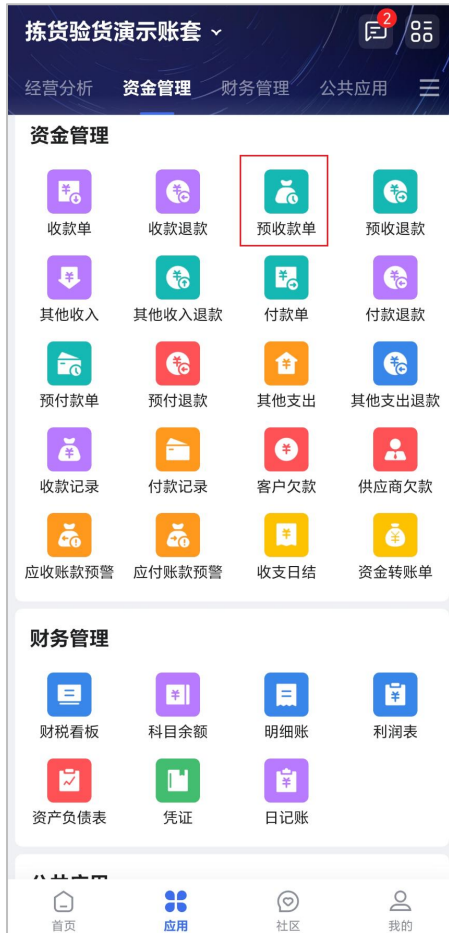 拣货验货演示账套
2
经营分析 资金管理 财务管理 公共应用
资金管理
收款单 收款退款 预收款单 预收退款
其他收入 其他收入退款 付款单 付款退款
预付款单 预付退款 其他支出 其他支出退款
收款记录 付款记录 客户欠款 供应商欠款
应收账款预警 应付账款预警 收支日结 资金转账单
财务管理
财税看板 科目余额 明细账 利润表
资产负债表 凭证 日记账
公共应用
首页 应用 社区 我的